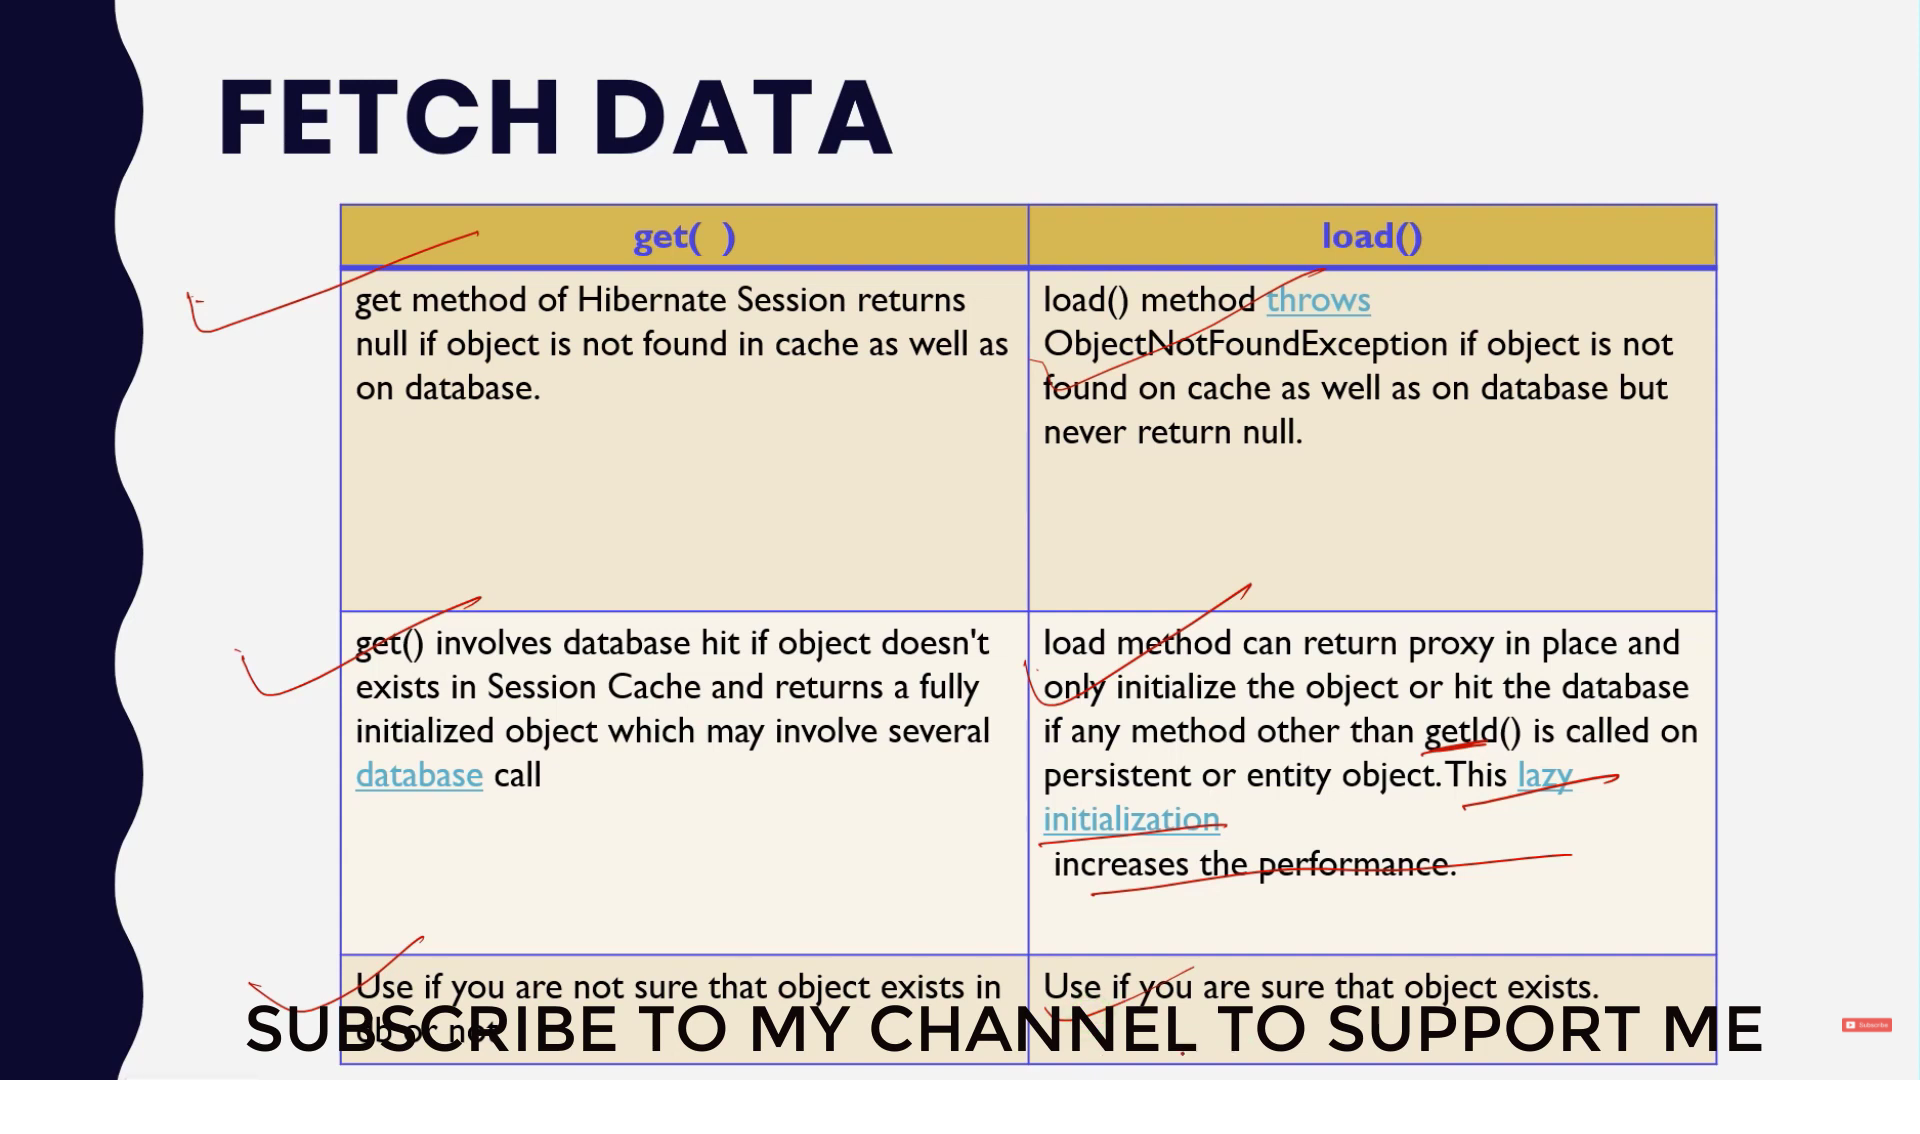 FETCH DATA
get( )
load()
get method of Hibernate Session returns
null if object is not found in cache as well as
on database.
load() method throws
ObjectNotFoundException if object is not
found on cache as well as on database but
never return null.
get() involves database hit if object doesn't
exists in Session Cache and returns a fully
initialized object which may involve several
database call
load method can return proxy in place and
only initialize the object or hit the database
if any method other than getId() is called on
persistent or entity object. This lazy
initialization
increases the performance.
Use if you are not sure that object exists in
db or not
Use if you are sure that object exists.
SUBSCRIBE TO MY CHANNEL TO SUPPORT ME
Subscribe